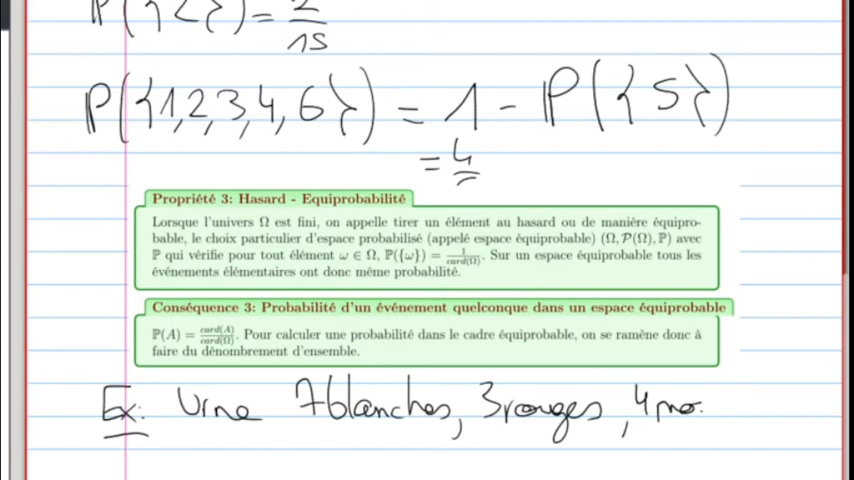 P({2}) = 2/15
P({1,2,3,4,6}) = 1 - P({5})
= 4
Propriété 3: Hasard - Equiprobabilité
Lorsque l'univers Ω est fini, on appelle tirer un élément au hasard ou de manière équipro-
bable, le choix particulier d'espace probabilisé (appelé espace équiprobable) (Ω, P(Ω), ℙ) avec
ℙ qui vérifie pour tout élément ω ∈ Ω, ℙ({ω}) = 1/card(Ω). Sur un espace équiprobable tous les
événements élémentaires ont donc même probabilité.
Conséquence 3: Probabilité d'un événement quelconque dans un espace équiprobable
ℙ(A) = card(A)/card(Ω). Pour calculer une probabilité dans le cadre équiprobable, on se ramène donc à
faire du dénombrement d'ensemble.
Ex: Urne 7 blanches, 3 rouges, 4 no